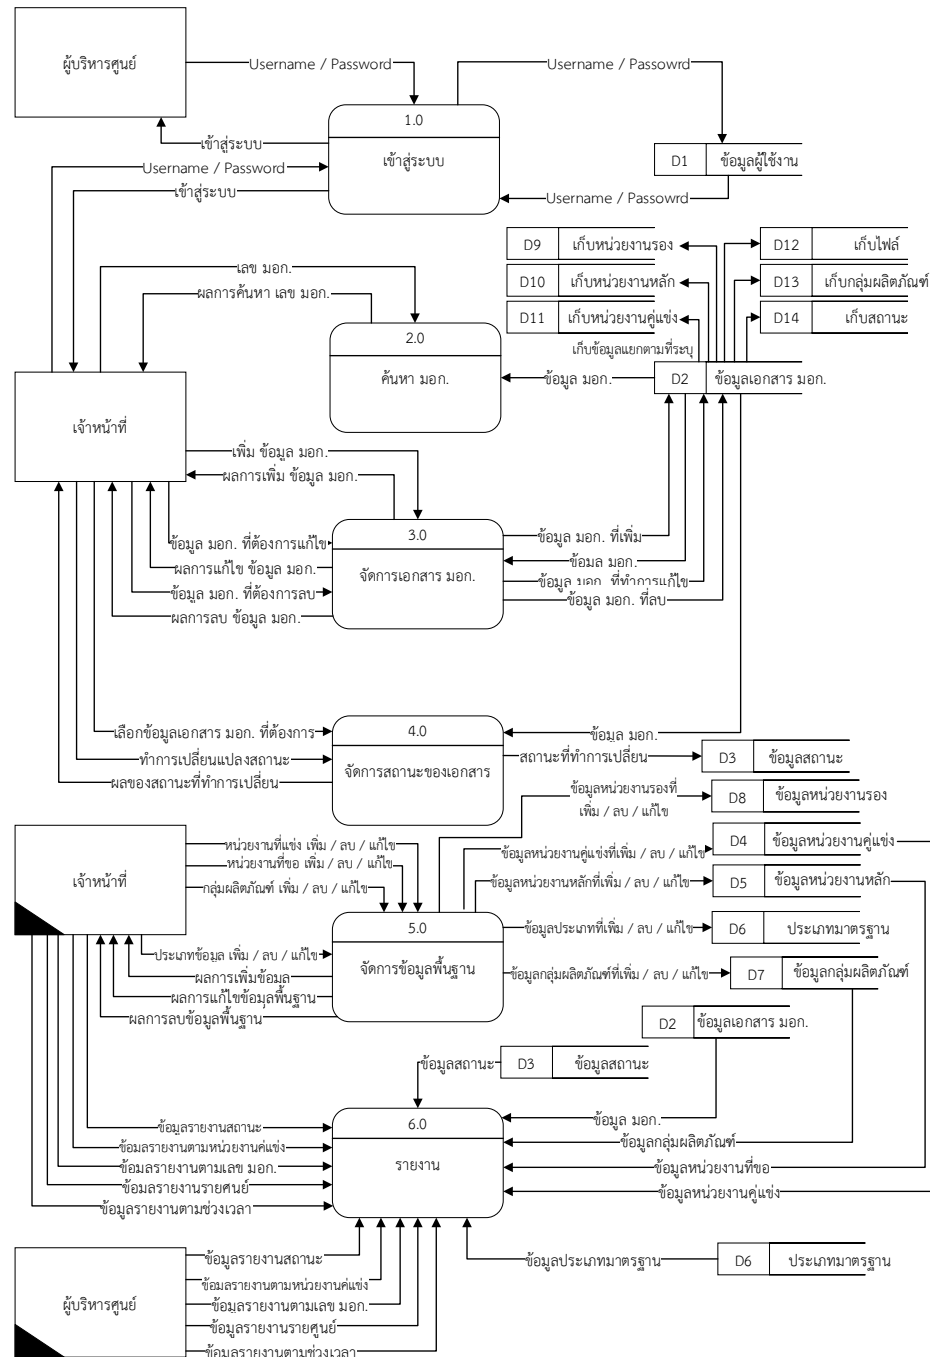 ผู้บริหารศูนย์
Username / Password
Username / Passowrd
1.0
เข้าสู่ระบบ
เข้าสู่ระบบ
Username / Password
เข้าสู่ระบบ
D1 ข้อมูลผู้ใช้งาน
Username / Passowrd
D9 เก็บหน่วยงานรอง
D12 เก็บไฟล์
D10 เก็บหน่วยงานหลัก
D13 เก็บกลุ่มผลิตภัณฑ์
D11 เก็บหน่วยงานคู่แข่ง
D14 เก็บสถานะ
เลข มอก.
ผลการค้นหา เลข มอก.
2.0
ค้นหา มอก.
เก็บข้อมูลแยกตามที่ระบุ
ข้อมูล มอก.
D2 ข้อมูลเอกสาร มอก.
เจ้าหน้าที่
เพิ่ม ข้อมูล มอก.
ผลการเพิ่ม ข้อมูล มอก.
3.0
จัดการเอกสาร มอก.
ข้อมูล มอก. ที่ต้องการแก้ไข
ผลการแก้ไข ข้อมูล มอก.
ข้อมูล มอก. ที่ต้องการลบ
ผลการลบ ข้อมูล มอก.
ข้อมูล มอก. ที่เพิ่ม
ข้อมูล มอก.
ข้อมูล มอก. ที่ทำการแก้ไข
ข้อมูล มอก. ที่ลบ
4.0
จัดการสถานะของเอกสาร
เลือกข้อมูลเอกสาร มอก. ที่ต้องการ
ทำการเปลี่ยนแปลงสถานะ
ผลของสถานะที่ทำการเปลี่ยน
ข้อมูล มอก.
สถานะที่ทำการเปลี่ยน
D3 ข้อมูลสถานะ
ข้อมูลหน่วยงานรองที่
เพิ่ม / ลบ / แก้ไข
D8 ข้อมูลหน่วยงานรอง
เจ้าหน้าที่
หน่วยงานที่แข่ง เพิ่ม / ลบ / แก้ไข
หน่วยงานที่ขอ เพิ่ม / ลบ / แก้ไข
กลุ่มผลิตภัณฑ์ เพิ่ม / ลบ / แก้ไข
ข้อมูลหน่วยงานคู่แข่งที่เพิ่ม / ลบ / แก้ไข
D4 ข้อมูลหน่วยงานคู่แข่ง
ข้อมูลหน่วยงานหลักที่เพิ่ม / ลบ / แก้ไข
D5 ข้อมูลหน่วยงานหลัก
5.0
จัดการข้อมูลพื้นฐาน
ข้อมูลประเภทที่เพิ่ม / ลบ / แก้ไข
D6 ประเภทมาตรฐาน
ข้อมูลกลุ่มผลิตภัณฑ์ที่เพิ่ม / ลบ / แก้ไข
D7 ข้อมูลกลุ่มผลิตภัณฑ์
ประเภทข้อมูล เพิ่ม / ลบ / แก้ไข
ผลการเพิ่มข้อมูล
ผลการแก้ไขข้อมูลพื้นฐาน
ผลการลบข้อมูลพื้นฐาน
D2 ข้อมูลเอกสาร มอก.
ข้อมูลสถานะ
D3 ข้อมูลสถานะ
6.0
รายงาน
ข้อมูล มอก.
ข้อมูลกลุ่มผลิตภัณฑ์
ข้อมูลหน่วยงานที่ขอ
ข้อมูลหน่วยงานคู่แข่ง
ข้อมูลรายงานสถานะ
ข้อมูลรายงานตามหน่วยงานคู่แข่ง
ข้อมูลรายงานตามเลข มอก.
ข้อมูลรายงานรายศูนย์
ข้อมูลรายงานตามช่วงเวลา
ผู้บริหารศูนย์
ข้อมูลรายงานสถานะ
ข้อมูลรายงานตามหน่วยงานคู่แข่ง
ข้อมูลรายงานตามเลข มอก.
ข้อมูลรายงานรายศูนย์
ข้อมูลรายงานตามช่วงเวลา
ข้อมูลประเภทมาตรฐาน
D6 ประเภทมาตรฐาน